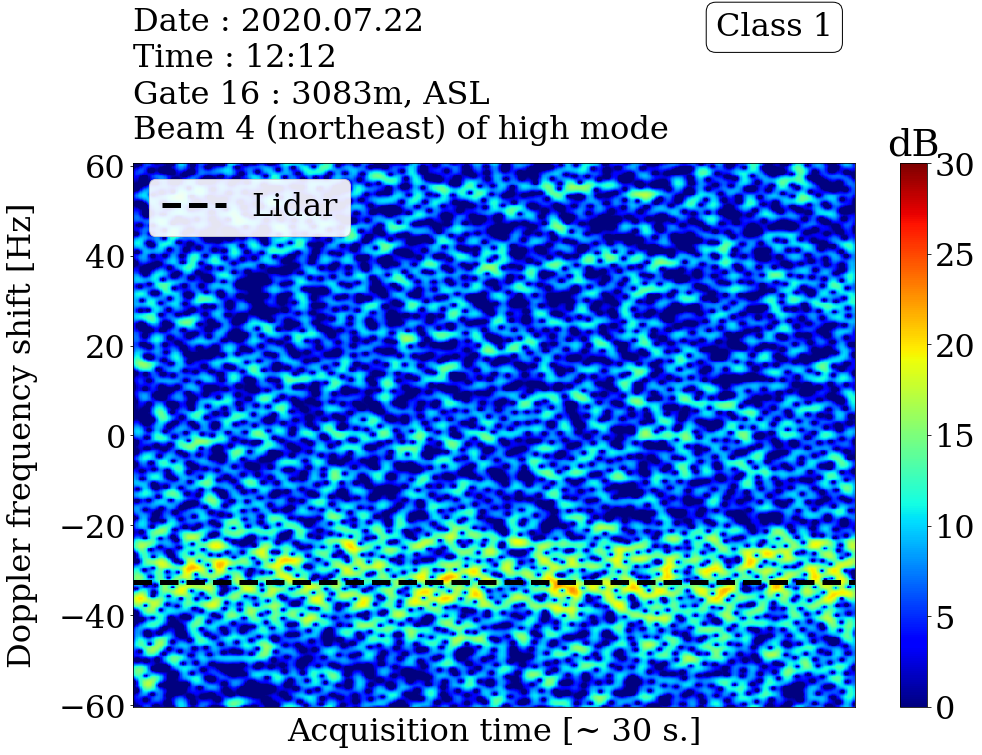 Date : 2020.07.22
Time : 12:12
Gate 16 : 3083m, ASL
Beam 4 (northeast) of high mode
Class 1
dB
Lidar
Doppler frequency shift [Hz]
60
40
20
0
−20
−40
−60
30
25
20
15
10
5
0
Acquisition time [~ 30 s.]